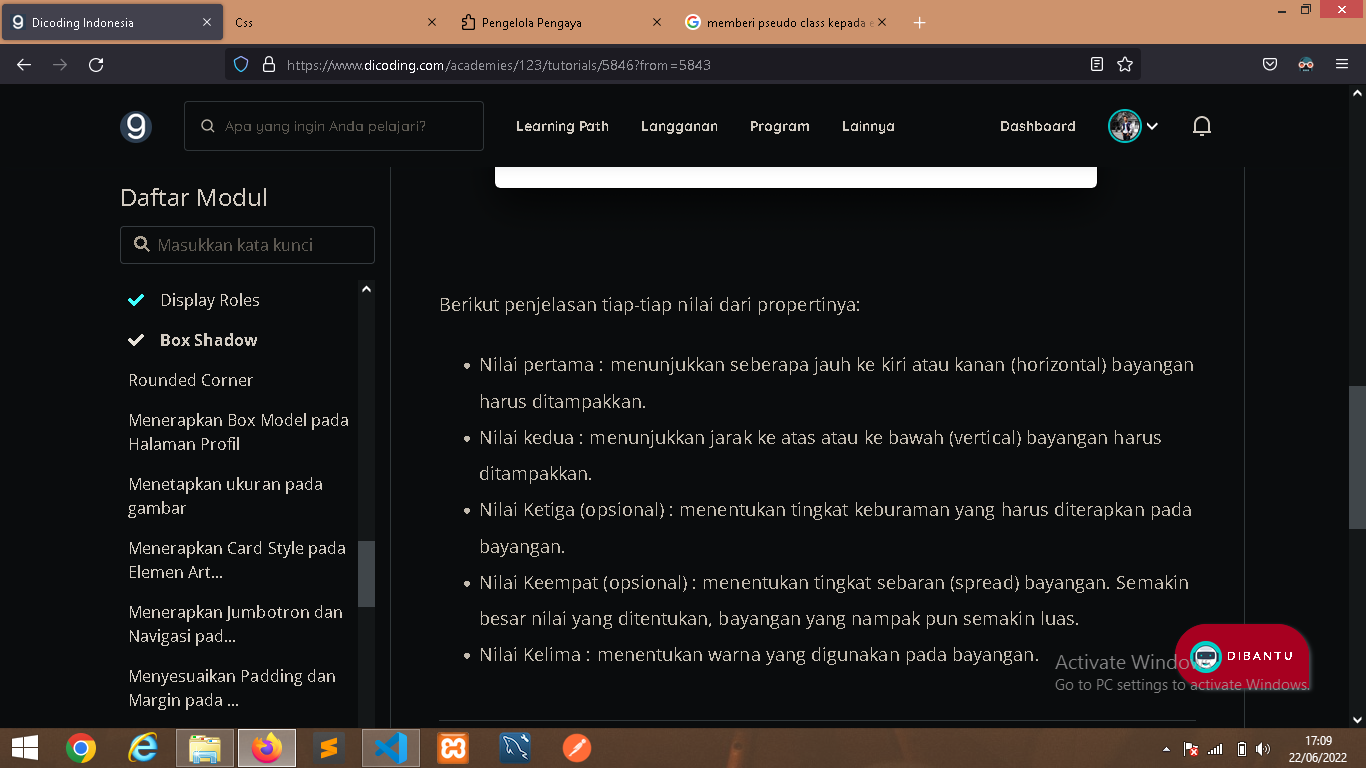 Dicoding Indonesia
Css
Pengelola Pengaya
memberi pseudo class kepada e
https://www.dicoding.com/academies/123/tutorials/5846?from=5843
Apa yang ingin Anda pelajari?
Learning Path
Langganan
Program
Lainnya
Dashboard
Daftar Modul
Masukkan kata kunci
Display Roles
Box Shadow
Rounded Corner
Menerapkan Box Model pada
Halaman Profil
Menetapkan ukuran pada
gambar
Menerapkan Card Style pada
Elemen Art...
Menerapkan Jumbotron dan
Navigasi pad...
Menyesuaikan Padding dan
Margin pada ...
Berikut penjelasan tiap-tiap nilai dari propertinya:
Nilai pertama : menunjukkan seberapa jauh ke kiri atau kanan (horizontal) bayangan
harus ditampakkan.
Nilai kedua : menunjukkan jarak ke atas atau ke bawah (vertical) bayangan harus
ditampakkan.
Nilai Ketiga (opsional) : menentukan tingkat keburaman yang harus diterapkan pada
bayangan.
Nilai Keempat (opsional) : menentukan tingkat sebaran (spread) bayangan. Semakin
besar nilai yang ditentukan, bayangan yang nampak pun semakin luas.
Nilai Kelima : menentukan warna yang digunakan pada bayangan.
DIBANTU
Activate Windows
Go to PC settings to activate Windows.
17:09
22/06/2022